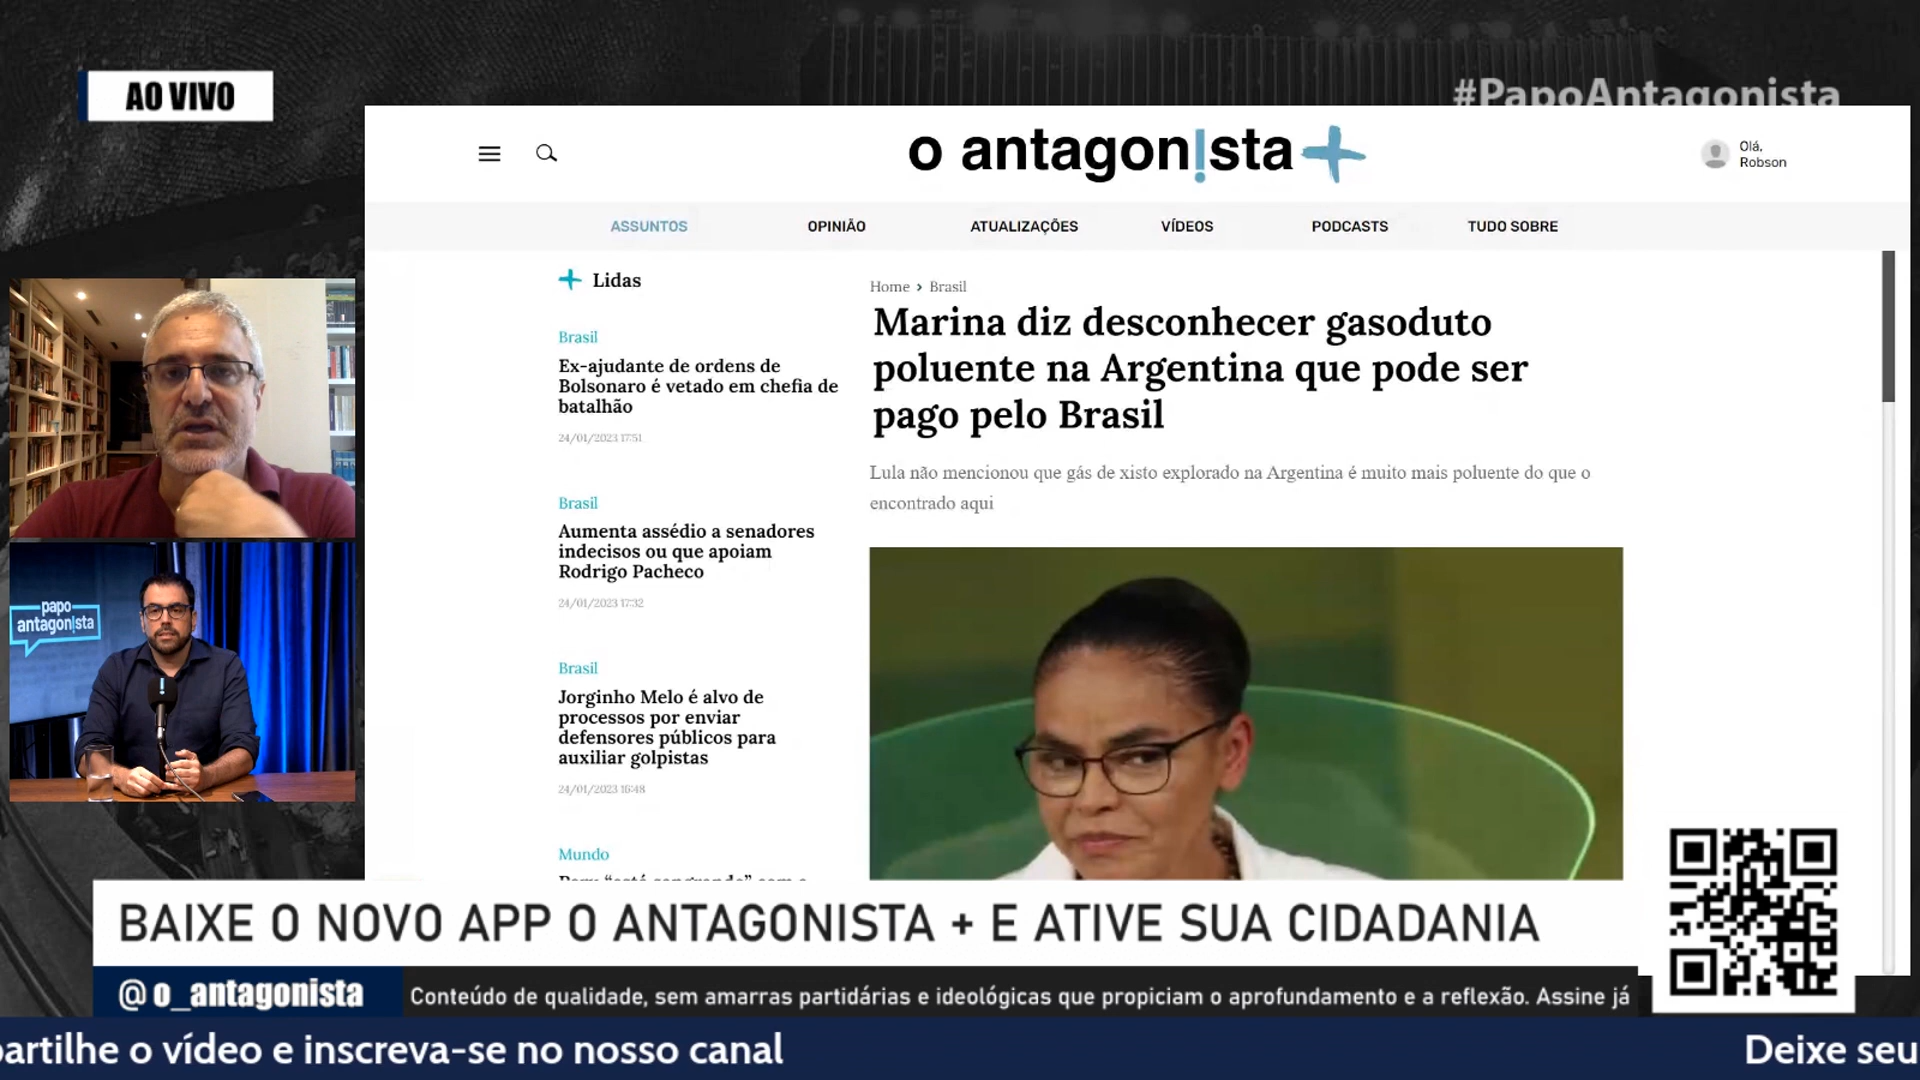 AO VIVO
#PapoAntagonista
o antagon!sta+
Olá,
Robson
ASSUNTOS
OPINIÃO
ATUALIZAÇÕES
VÍDEOS
PODCASTS
TUDO SOBRE
+ Lidas
Brasil
Ex-ajudante de ordens de
Bolsonaro é vetado em chefia de
batalhão
24/01/2023 17:51
Brasil
Aumenta assédio a senadores
indecisos ou que apoiam
Rodrigo Pacheco
24/01/2023 17:32
Brasil
Jorginho Melo é alvo de
processos por enviar
defensores públicos para
auxiliar golpistas
24/01/2023 16:48
Mundo
Home › Brasil
Marina diz desconhecer gasoduto
poluente na Argentina que pode ser
pago pelo Brasil
Lula não mencionou que gás de xisto explorado na Argentina é muito mais poluente do que o
encontrado aqui
papo
antagon!sta
BAIXE O NOVO APP O ANTAGONISTA + E ATIVE SUA CIDADANIA
@o_antagonista
Conteúdo de qualidade, sem amarras partidárias e ideológicas que propiciam o aprofundamento e a reflexão. Assine já
partilhe o vídeo e inscreva-se no nosso canal
Deixe seu